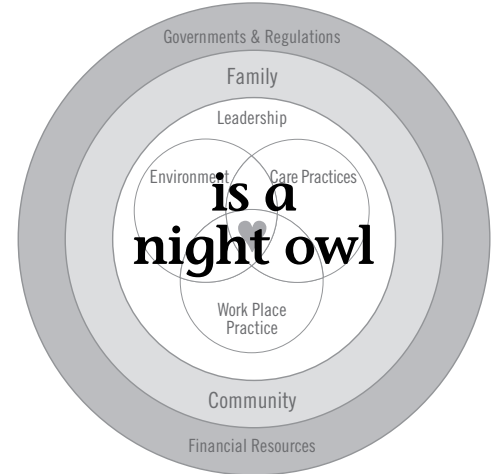 Governments & Regulations
Family
Leadership
Environment Care Practices
is a
night owl
Work Place
Practice
Community
Financial Resources